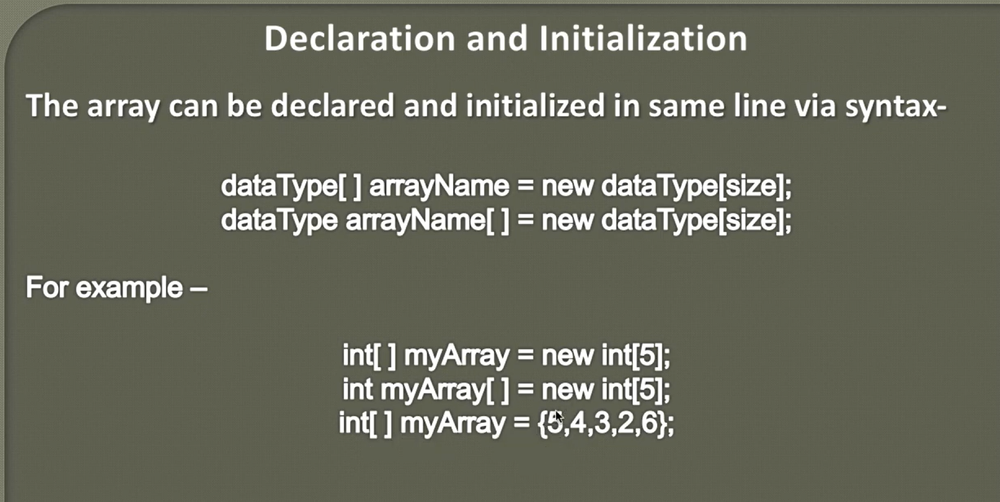 Declaration and Initialization
The array can be declared and initialized in same line via syntax-
dataType[ ] arrayName = new dataType[size];
dataType arrayName[ ] = new dataType[size];
For example –
int[ ] myArray = new int[5];
int myArray[ ] = new int[5];
int[ ] myArray = {5,4,3,2,6};